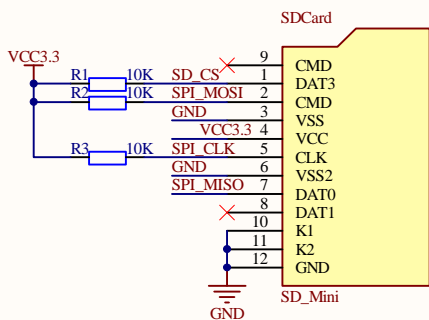 SDCard
VCC3.3
9 CMD
R1 10K SD_CS 1 DAT3
R2 10K SPI_MOSI 2 CMD
GND 3 VSS
VCC3.3 4 VCC
R3 10K SPI_CLK 5 CLK
GND 6 VSS2
SPI_MISO 7 DAT0
8 DAT1
10 K1
11 K2
12 GND
SD_Mini
GND